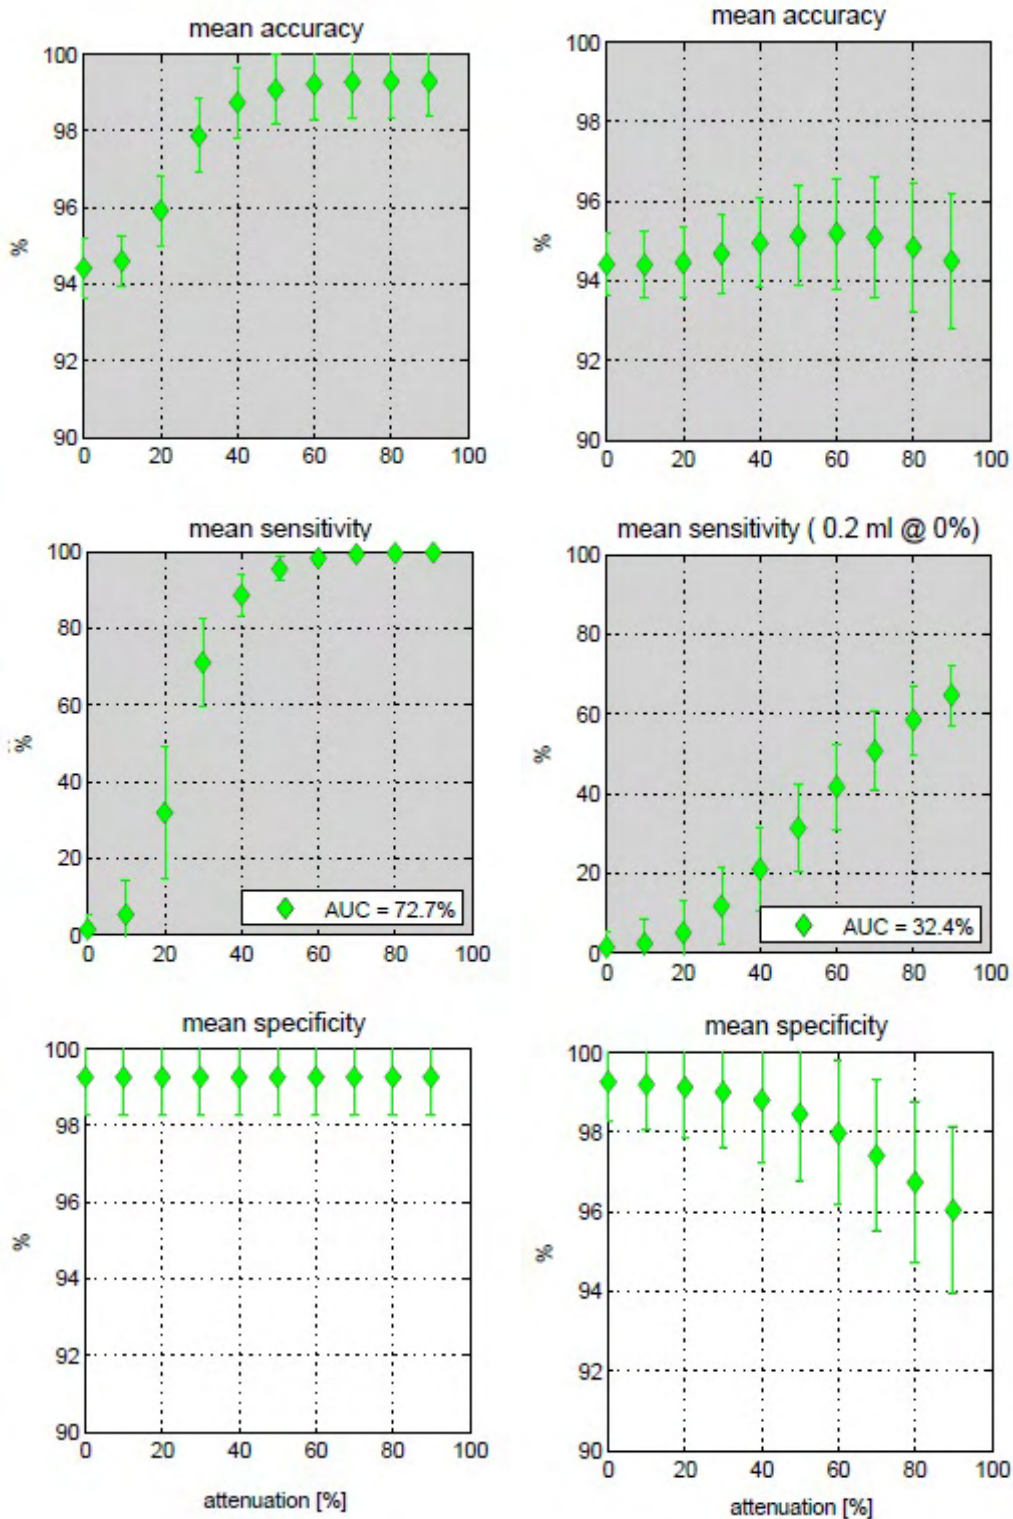 mean accuracy
100
98
96
94
92
90
%
0 20 40 60 80 100
mean accuracy
100
98
96
94
92
90
%
0 20 40 60 80 100
mean sensitivity
100
80
60
40
20
0
%
AUC = 72.7%
0 20 40 60 80 100
mean sensitivity ( 0.2 ml @ 0%)
100
80
60
40
20
0
%
AUC = 32.4%
0 20 40 60 80 100
mean specificity
100
98
96
94
92
90
%
0 20 40 60 80 100
attenuation [%]
mean specificity
100
98
96
94
92
90
%
0 20 40 60 80 100
attenuation [%]